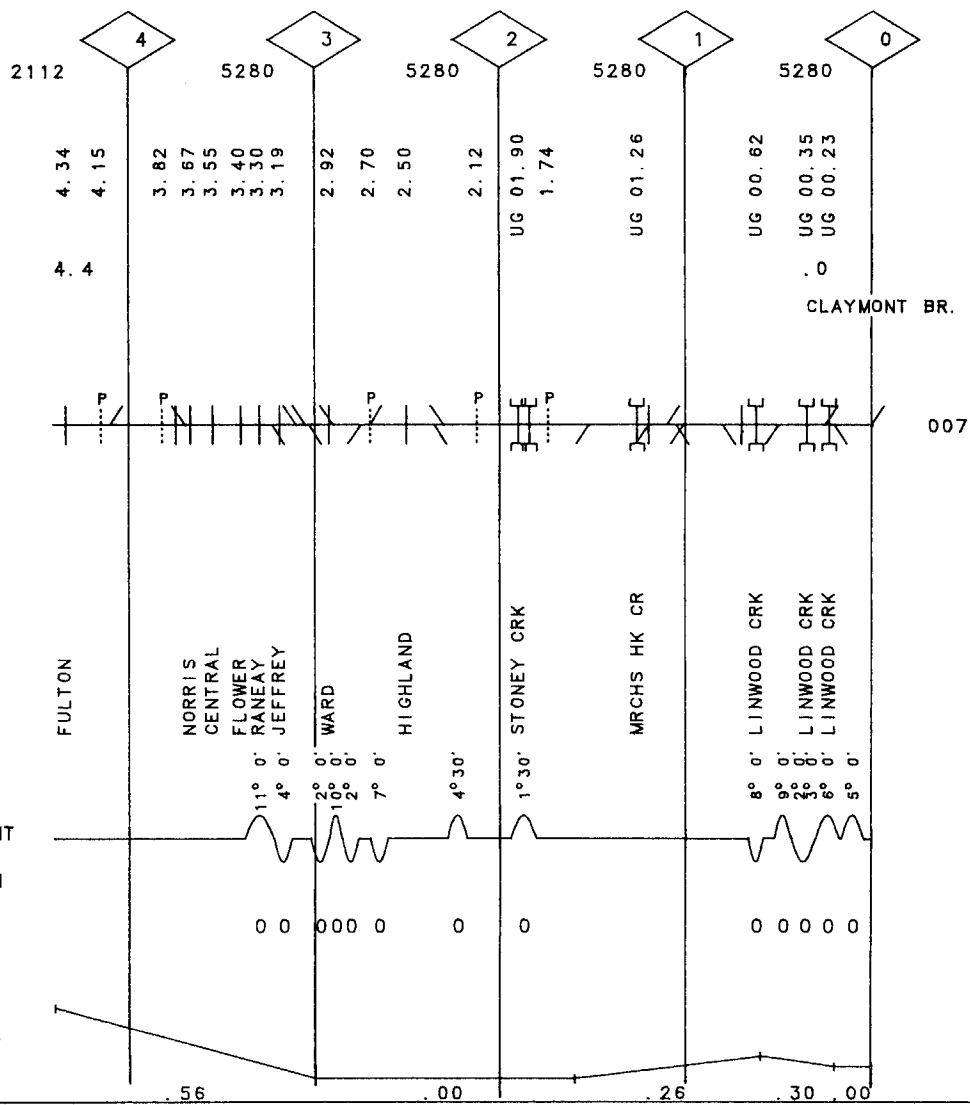 4 3 2 1 0
2112 5280 5280 5280 5280
4.34
4.15
3.82
3.67
3.55
3.40
3.30
3.19
2.92
2.70
2.50
2.12
UG 01.90
1.74
UG 01.26
UG 00.62
UG 00.35
UG 00.23
4.4 .0
CLAYMONT BR.
P P P P P
007
FULTON
NORRIS
CENTRAL
FLOWER
RANEAY
JEFFREY
WARD
HIGHLAND
STONEY CRK
MRCHS HK CR
LINWOOD CRK
LINWOOD CRK
LINWOOD CRK
11° 0'
4° 0'
2° 0'
2° 0'
7° 0'
4°30'
1°30'
8° 0'
9° 0'
2° 0'
3° 0'
6° 0'
5° 0'
0 0 0 0 0 0 0 0 0 0 0 0 0
.56 .00 .26 .30 .00